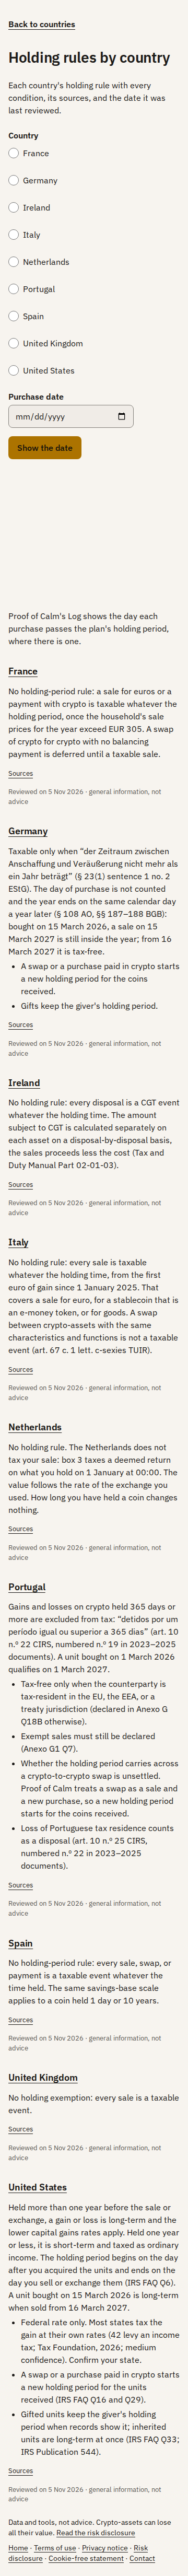 Back to countries
Holding rules by country
Each country's holding rule with every
condition, its sources, and the date it was
last reviewed.
Country
France
Germany
Ireland
Italy
Netherlands
Portugal
Spain
United Kingdom
United States
Purchase date
mm/dd/yyyy
Show the date
Proof of Calm's Log shows the day each
purchase passes the plan's holding period,
where there is one.
France
No holding-period rule: a sale for euros or a
payment with crypto is taxable whatever the
holding period, once the household's sale
prices for the year exceed EUR 305. A swap
of crypto for crypto with no balancing
payment is deferred until a taxable sale.
Sources
Reviewed on 5 Nov 2026 · general information, not
advice
Germany
Taxable only when “der Zeitraum zwischen
Anschaffung und Veräußerung nicht mehr als
ein Jahr beträgt” (§ 23(1) sentence 1 no. 2
EStG). The day of purchase is not counted
and the year ends on the same calendar day
a year later (§ 108 AO, §§ 187–188 BGB):
bought on 15 March 2026, a sale on 15
March 2027 is still inside the year; from 16
March 2027 it is tax-free.
• A swap or a purchase paid in crypto starts
a new holding period for the coins
received.
• Gifts keep the giver's holding period.
Sources
Reviewed on 5 Nov 2026 · general information, not
advice
Ireland
No holding rule: every disposal is a CGT event
whatever the holding time. The amount
subject to CGT is calculated separately on
each asset on a disposal-by-disposal basis,
the sales proceeds less the cost (Tax and
Duty Manual Part 02-01-03).
Sources
Reviewed on 5 Nov 2026 · general information, not
advice
Italy
No holding rule: every sale is taxable
whatever the holding time, from the first
euro of gain since 1 January 2025. That
covers a sale for euro, for a stablecoin that is
an e-money token, or for goods. A swap
between crypto-assets with the same
characteristics and functions is not a taxable
event (art. 67 c. 1 lett. c-sexies TUIR).
Sources
Reviewed on 5 Nov 2026 · general information, not
advice
Netherlands
No holding rule. The Netherlands does not
tax your sale: box 3 taxes a deemed return
on what you hold on 1 January at 00:00. The
value follows the rate of the exchange you
used. How long you have held a coin changes
nothing.
Sources
Reviewed on 5 Nov 2026 · general information, not
advice
Portugal
Gains and losses on crypto held 365 days or
more are excluded from tax: “detidos por um
período igual ou superior a 365 dias” (art. 10
n.º 22 CIRS, numbered n.º 19 in 2023–2025
documents). A unit bought on 1 March 2026
qualifies on 1 March 2027.
• Tax-free only when the counterparty is
tax-resident in the EU, the EEA, or a
treaty jurisdiction (declared in Anexo G
Q18B otherwise).
• Exempt sales must still be declared
(Anexo G1 Q7).
• Whether the holding period carries across
a crypto-to-crypto swap is unsettled.
Proof of Calm treats a swap as a sale and
a new purchase, so a new holding period
starts for the coins received.
• Loss of Portuguese tax residence counts
as a disposal (art. 10 n.º 25 CIRS,
numbered n.º 22 in 2023–2025
documents).
Sources
Reviewed on 5 Nov 2026 · general information, not
advice
Spain
No holding-period rule: every sale, swap, or
payment is a taxable event whatever the
time held. The same savings-base scale
applies to a coin held 1 day or 10 years.
Sources
Reviewed on 5 Nov 2026 · general information, not
advice
United Kingdom
No holding exemption: every sale is a taxable
event.
Sources
Reviewed on 5 Nov 2026 · general information, not
advice
United States
Held more than one year before the sale or
exchange, a gain or loss is long-term and the
lower capital gains rates apply. Held one year
or less, it is short-term and taxed as ordinary
income. The holding period begins on the day
after you acquired the units and ends on the
day you sell or exchange them (IRS FAQ Q6).
A unit bought on 15 March 2026 is long-term
when sold from 16 March 2027.
• Federal rate only. Most states tax the
gain at their own rates (42 levy an income
tax; Tax Foundation, 2026; medium
confidence). Confirm your state.
• A swap or a purchase paid in crypto starts
a new holding period for the units
received (IRS FAQ Q16 and Q29).
• Gifted units keep the giver's holding
period when records show it; inherited
units are long-term at once (IRS FAQ Q33;
IRS Publication 544).
Sources
Reviewed on 5 Nov 2026 · general information, not
advice
Data and tools, not advice. Crypto-assets can lose
all their value. Read the risk disclosure
Home · Terms of use · Privacy notice · Risk
disclosure · Cookie-free statement · Contact